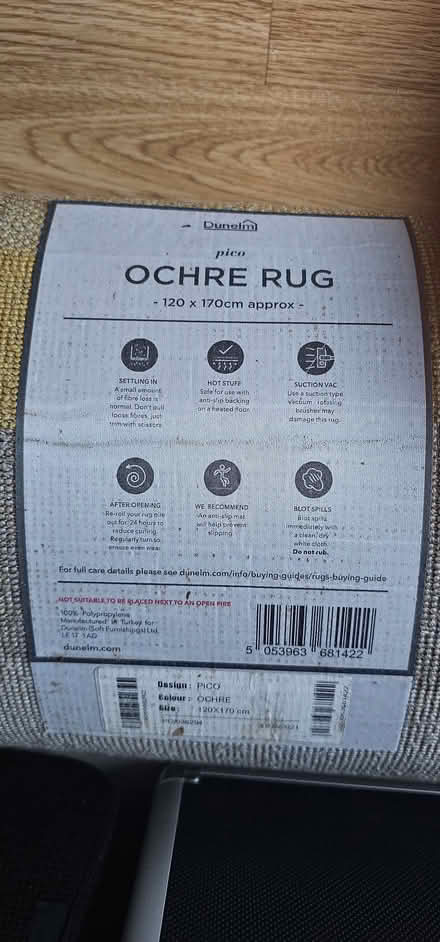 Dunelm
pico
OCHRE RUG
- 120 x 170cm approx -
SETTLING IN
A small amount
of fibre loss is
normal. Don't pull
loose fibres, just
trim with scissors
HOT STUFF
Safe for use with
anti-slip backing
on a heated floor
SUCTION VAC
Use a suction type
vacuum - rotating
brushes may
damage this rug.
AFTER OPENING
Re-roll your rug pile
out for 24 hours to
reduce curling.
Regularly turn to
ensure even wear
WE RECOMMEND
An anti-slip mat
will help prevent
slipping
BLOT SPILLS
Blot spills
immediately with
a clean, dry
white cloth.
Do not rub.
For full care details please see dunelm.com/info/buying-guides/rugs-buying-guide
NOT SUITABLE TO BE PLACED NEXT TO AN OPEN FIRE
100% Polypropylene
Manufactured in Turkey for
Dunelm (Soft Furnishings) Ltd.
LE17 1AD
dunelm.com
5 053963 681422
Design : PICO
Colour : OCHRE
Size : 120X170 cm